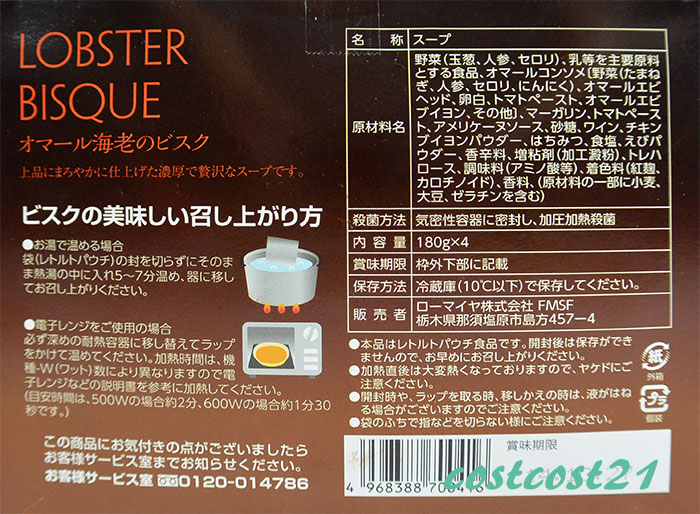 LOBSTER
BISQUE
オマール海老のビスク
上品にまろやかに仕上げた濃厚で贅沢なスープです。
ビスクの美味しい召し上がり方
●お湯で温める場合
袋(レトルトパウチ)の封を切らずにそのまま
熱湯の中に入れ5〜7分温め、器に移して
お召し上がりください。
●電子レンジをご使用の場合
必ず深めの耐熱容器に移し替えてラップ
をかけて温めてください。加熱時間は、機
種・W(ワット)数により異なりますので電
子レンジなどの説明書を参考に加熱してください。
(目安時間は、500Wの場合約2分、600Wの場合約1分30
秒です。)
この商品にお気付きの点がございましたら
お客様サービス室までお知らせください。
お客様サービス室 0120-014786
名称 スープ
原材料名
野菜(玉葱、人参、セロリ)、乳等を主要原料
とする食品、オマールコンソメ〔野菜(たまね
ぎ、人参、セロリ、にんにく)、オマールエビ
ヘッド、卵白、トマトペースト、オマールエビ
ブイヨン、その他〕、マーガリン、トマトペース
ト、アメリケーヌソース、砂糖、ワイン、チキン
ブイヨンパウダー、はちみつ、食塩、えびパ
ウダー、香辛料、増粘剤(加工澱粉)、トレハ
ロース、調味料(アミノ酸等)、着色料(紅麹、
カロチノイド)、香料、(原材料の一部に小麦、
大豆、ゼラチンを含む)
殺菌方法 気密性容器に密封し、加圧加熱殺菌
内容量 180g×4
賞味期限 枠外下部に記載
保存方法 冷蔵庫(10℃以下)で保存してください。
販売者 ローマイヤ株式会社 FMSF
栃木県那須塩原市島方457ー4
●本品はレトルトパウチ食品です。開封後は保存ができ
ませんので、お早めにお召し上がりください。
●加熱直後は大変熱くなっておりますので、ヤケドにご
注意ください。
●開封時や、ラップを取る時、移しかえの時は、液がはね
る場合がございますのでご注意ください。
●袋のふちで指などを切らない様にご注意ください。
紙
外箱
プラ
個装
賞味期限
4 968388
costcost21